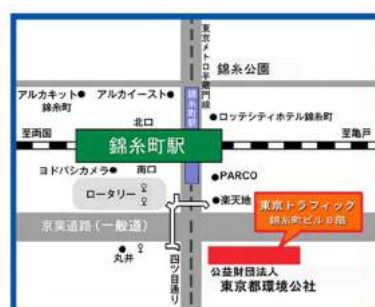 東京メトロ半蔵門線
錦糸公園
アルカキット
錦糸町
アルカイースト
錦糸町駅
北口
ロッテシティホテル錦糸町
至両国
錦糸町駅
至亀戸
ヨドバシカメラ
南口
PARCO
ロータリー
楽天地
東京トラフィック
錦糸町ビル8階
京葉道路(一般道)
丸井
四ツ目通り
公益財団法人
東京都環境公社